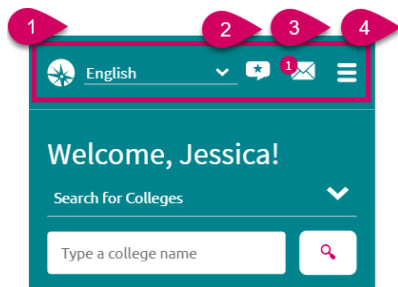 1 2 3 4
English 1
Welcome, Jessica!
Search for Colleges
Type a college name